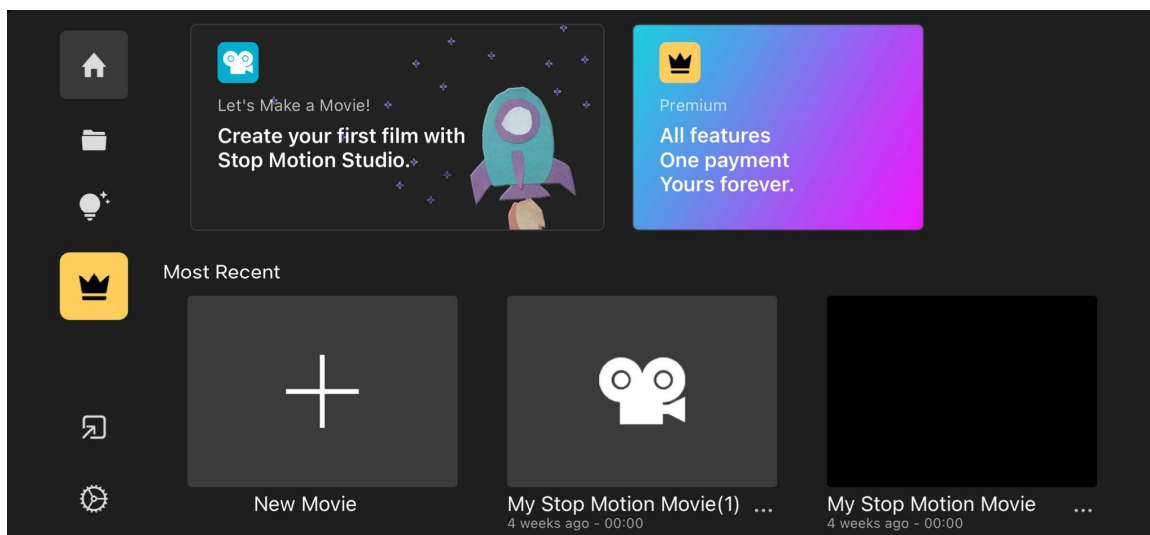 Let's Make a Movie!
Create your first film with
Stop Motion Studio.
Premium
All features
One payment
Yours forever.
Most Recent
New Movie
My Stop Motion Movie(1) ...
4 weeks ago - 00:00
My Stop Motion Movie ...
4 weeks ago - 00:00